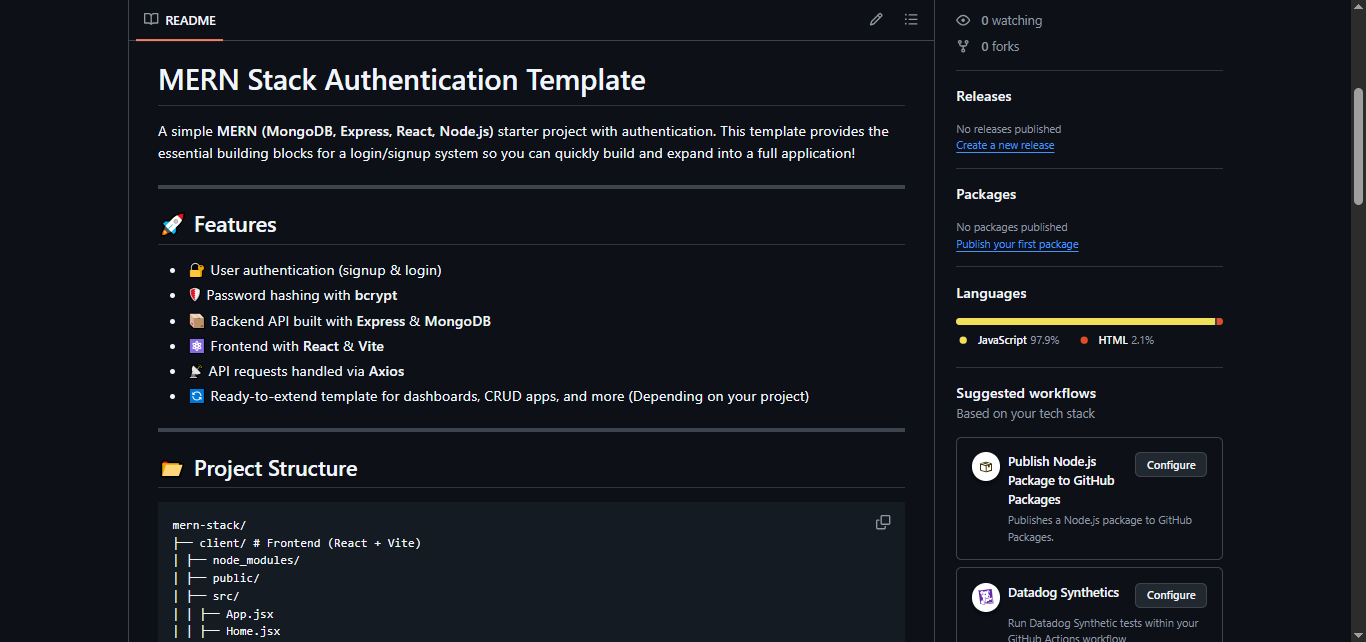 README
MERN Stack Authentication Template
A simple MERN (MongoDB, Express, React, Node.js) starter project with authentication. This template provides the
essential building blocks for a login/signup system so you can quickly build and expand into a full application!
🚀 Features
• 🔐 User authentication (signup & login)
• 🛡️ Password hashing with bcrypt
• 📦 Backend API built with Express & MongoDB
• ⚛️ Frontend with React & Vite
• 📡 API requests handled via Axios
• 🔄 Ready-to-extend template for dashboards, CRUD apps, and more (Depending on your project)
📂 Project Structure
mern-stack/
├── client/ # Frontend (React + Vite)
│ ├── node_modules/
│ ├── public/
│ ├── src/
│ │ ├── App.jsx
│ │ ├── Home.jsx
0 watching
0 forks
Releases
No releases published
Create a new release
Packages
No packages published
Publish your first package
Languages
JavaScript 97.9% HTML 2.1%
Suggested workflows
Based on your tech stack
Publish Node.js
Package to GitHub
Packages
Configure
Publishes a Node.js package to GitHub
Packages.
Datadog Synthetics
Configure
Run Datadog Synthetic tests within your
GitHub Actions workflow